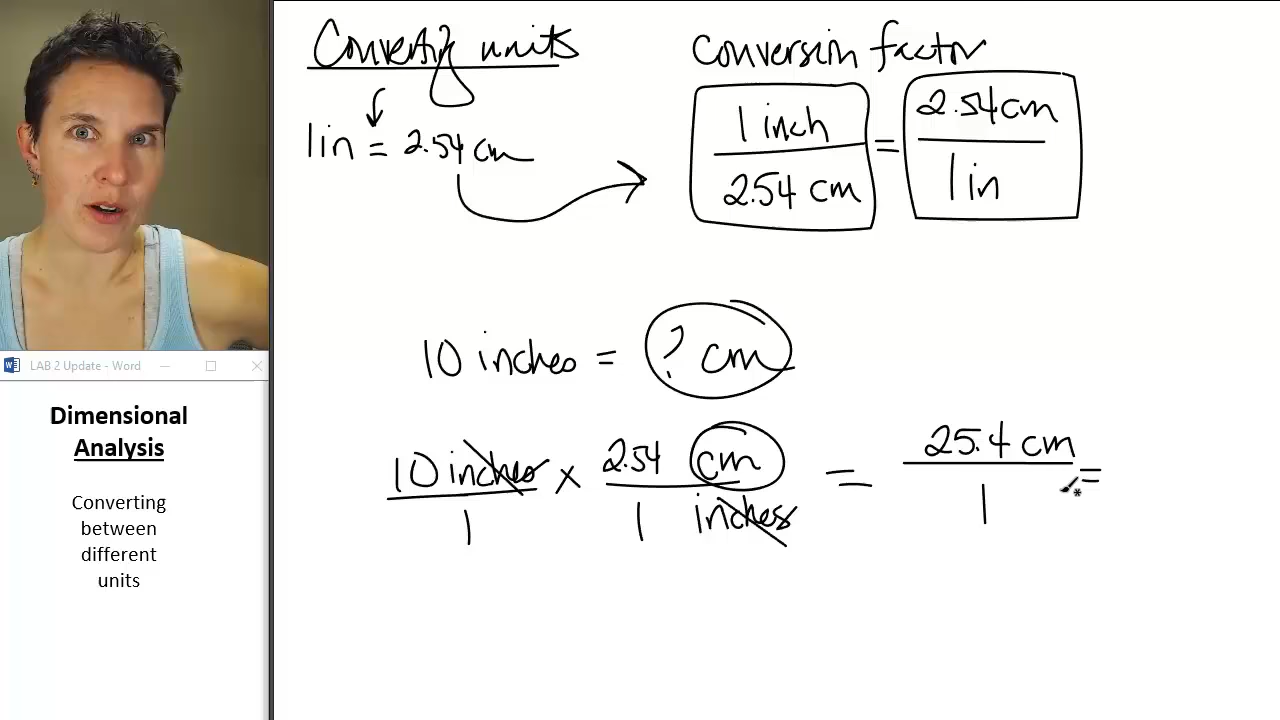 Converting units
1in = 2.54 cm
Conversion factor
1 inch = 2.54cm
2.54 cm 1in
10 inches = ? cm
10 inches x 2.54 cm = 25.4 cm =
1 1 inches 1
LAB 2 Update - Word
Dimensional
Analysis
Converting
between
different
units